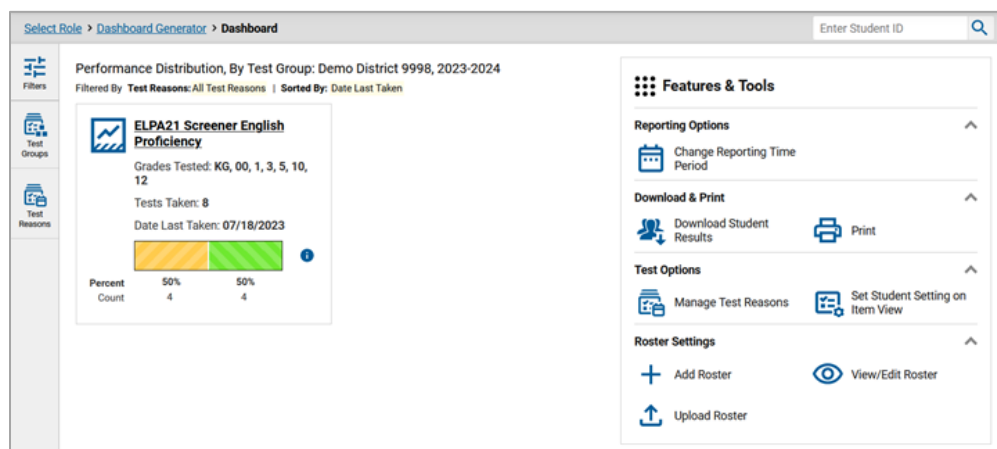 Select Role > Dashboard Generator > Dashboard
Enter Student ID
Filters
Test
Groups
Test
Reasons
Performance Distribution, By Test Group: Demo District 9998, 2023-2024
Filtered By Test Reasons: All Test Reasons | Sorted By: Date Last Taken
ELPA21 Screener English
Proficiency
Grades Tested: KG, 00, 1, 3, 5, 10,
12
Tests Taken: 8
Date Last Taken: 07/18/2023
Percent 50% 50%
Count 4 4
Features & Tools
Reporting Options
Change Reporting Time
Period
Download & Print
Download Student
Results
Print
Test Options
Manage Test Reasons
Set Student Setting on
Item View
Roster Settings
Add Roster
View/Edit Roster
Upload Roster